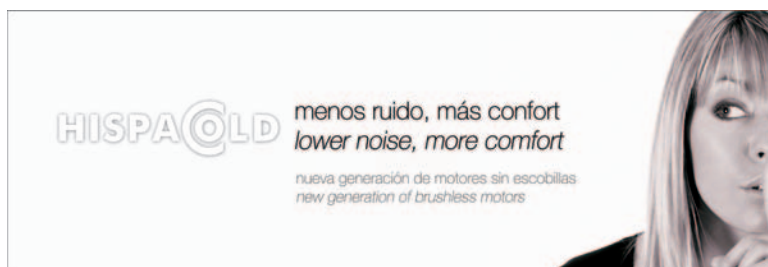 HISPACOLD
menos ruido, más confort
lower noise, more comfort
nueva generación de motores sin escobillas
new generation of brushless motors